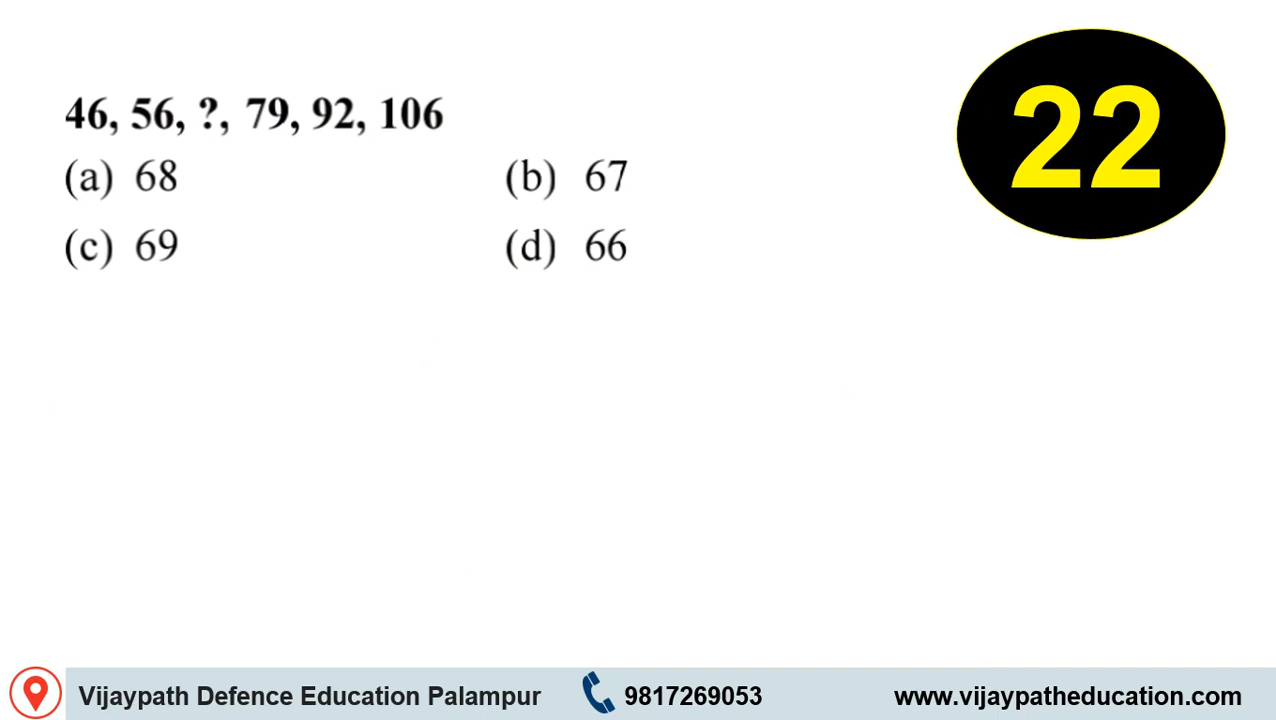 22
46, 56, ?, 79, 92, 106
(a) 68 (b) 67
(c) 69 (d) 66
Vijaypath Defence Education Palampur 9817269053 www.vijaypatheducation.com